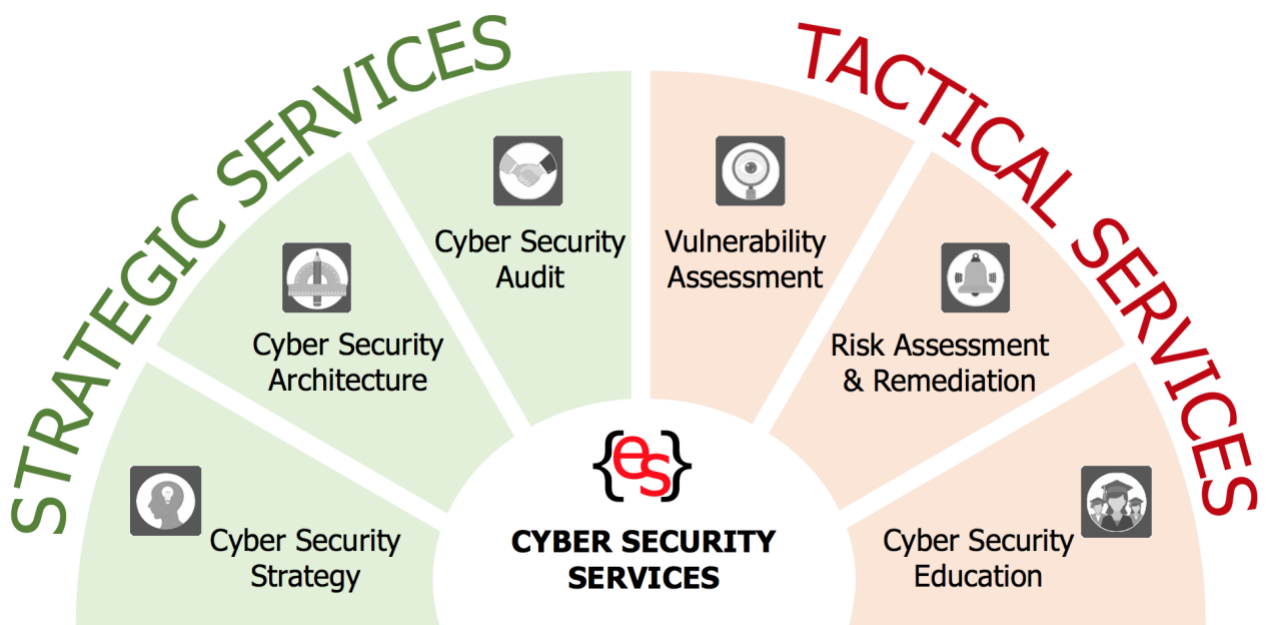 STRATEGIC SERVICES
TACTICAL SERVICES
Cyber Security
Strategy
Cyber Security
Architecture
Cyber Security
Audit
Vulnerability
Assessment
Risk Assessment
& Remediation
Cyber Security
Education
{es}
CYBER SECURITY
SERVICES